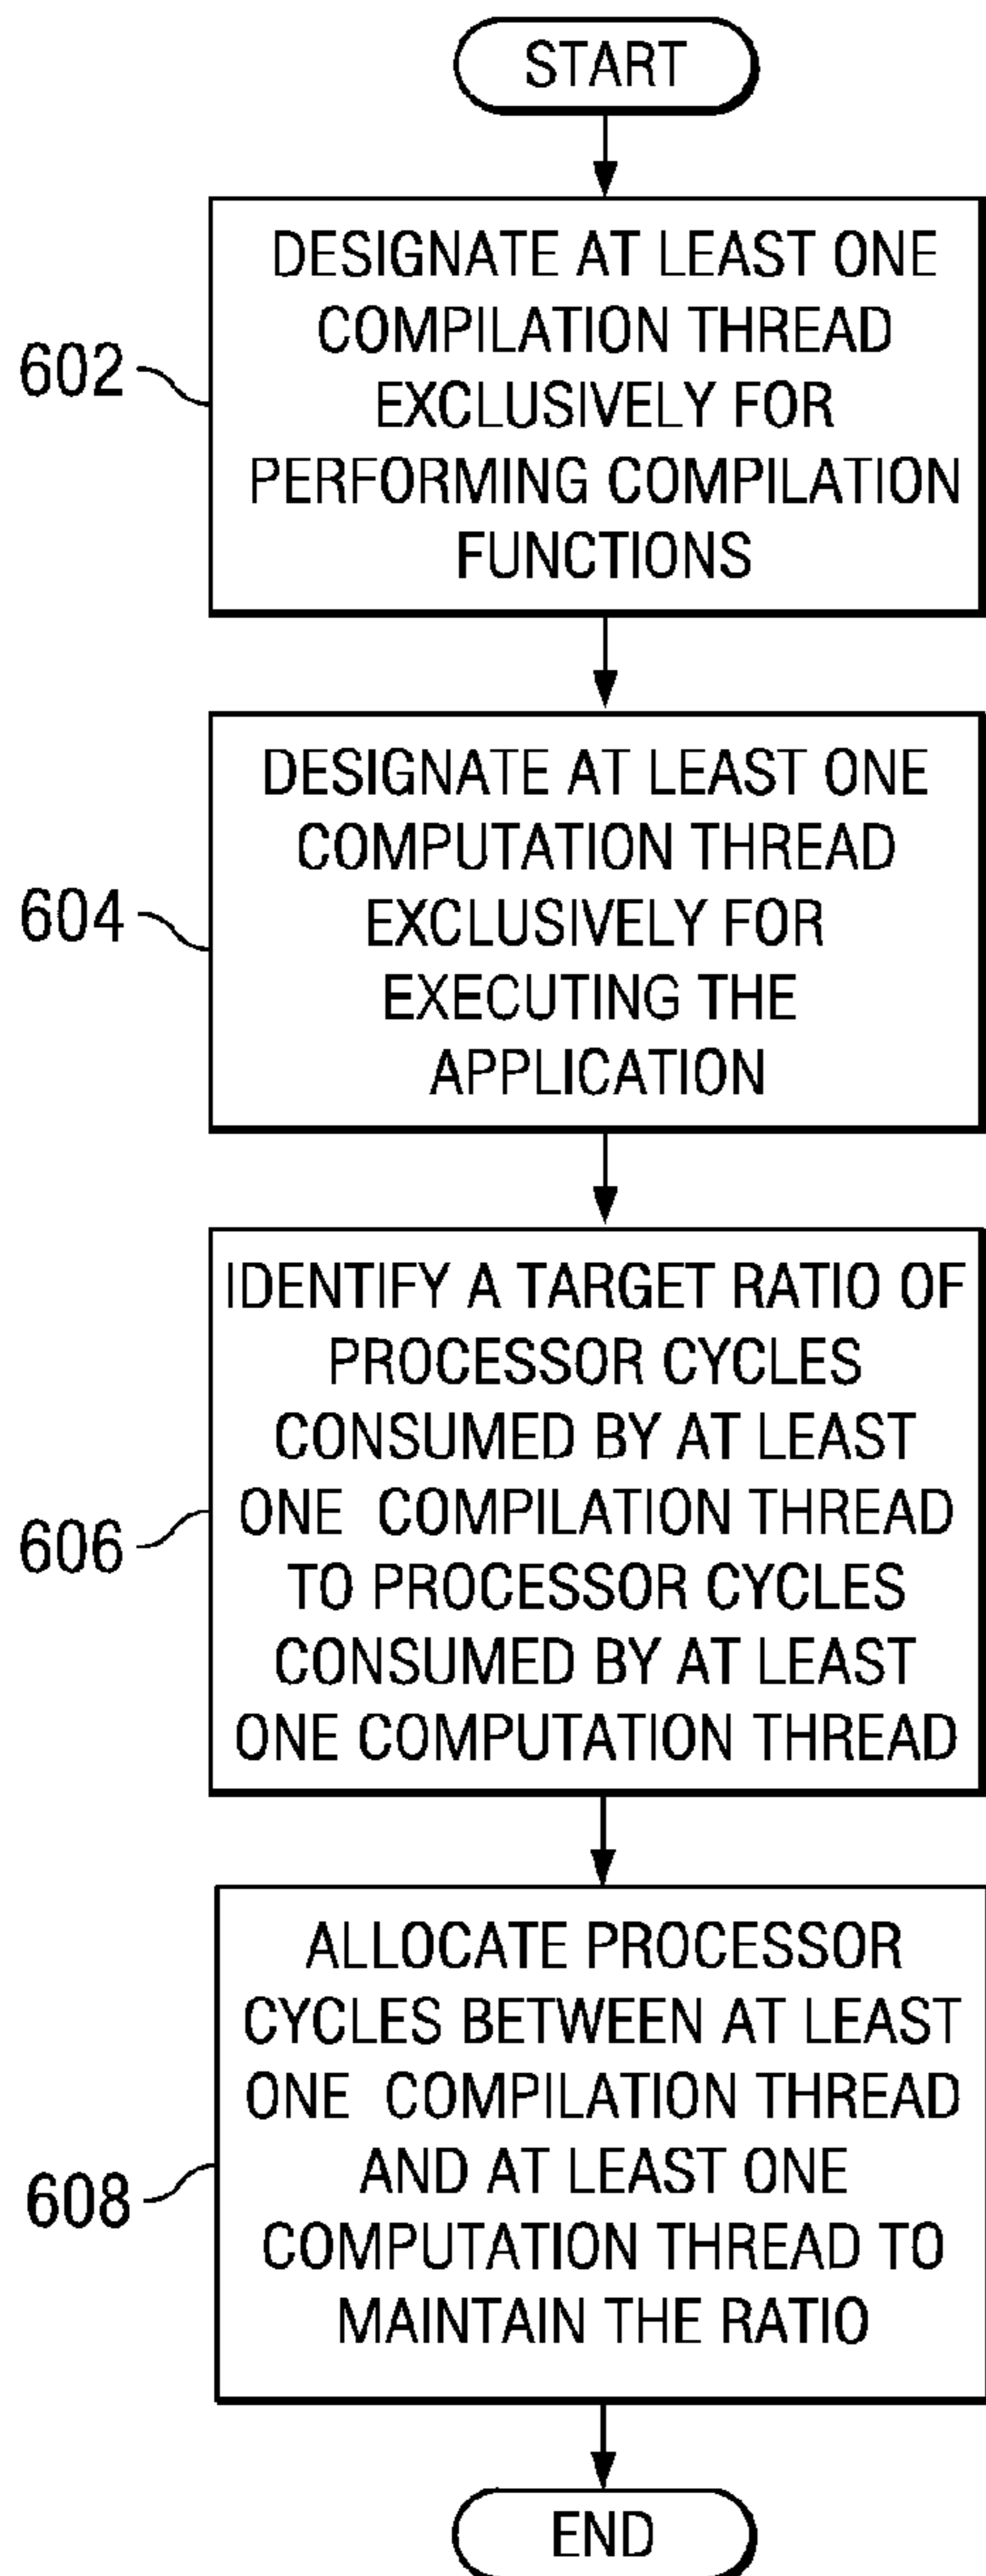 START
DESIGNATE AT LEAST ONE
COMPILATION THREAD
EXCLUSIVELY FOR
PERFORMING COMPILATION
FUNCTIONS
602
DESIGNATE AT LEAST ONE
COMPUTATION THREAD
EXCLUSIVELY FOR
EXECUTING THE
APPLICATION
604
IDENTIFY A TARGET RATIO OF
PROCESSOR CYCLES
CONSUMED BY AT LEAST
ONE COMPILATION THREAD
TO PROCESSOR CYCLES
CONSUMED BY AT LEAST
ONE COMPUTATION THREAD
606
ALLOCATE PROCESSOR
CYCLES BETWEEN AT LEAST
ONE COMPILATION THREAD
AND AT LEAST ONE
COMPUTATION THREAD TO
MAINTAIN THE RATIO
608
END